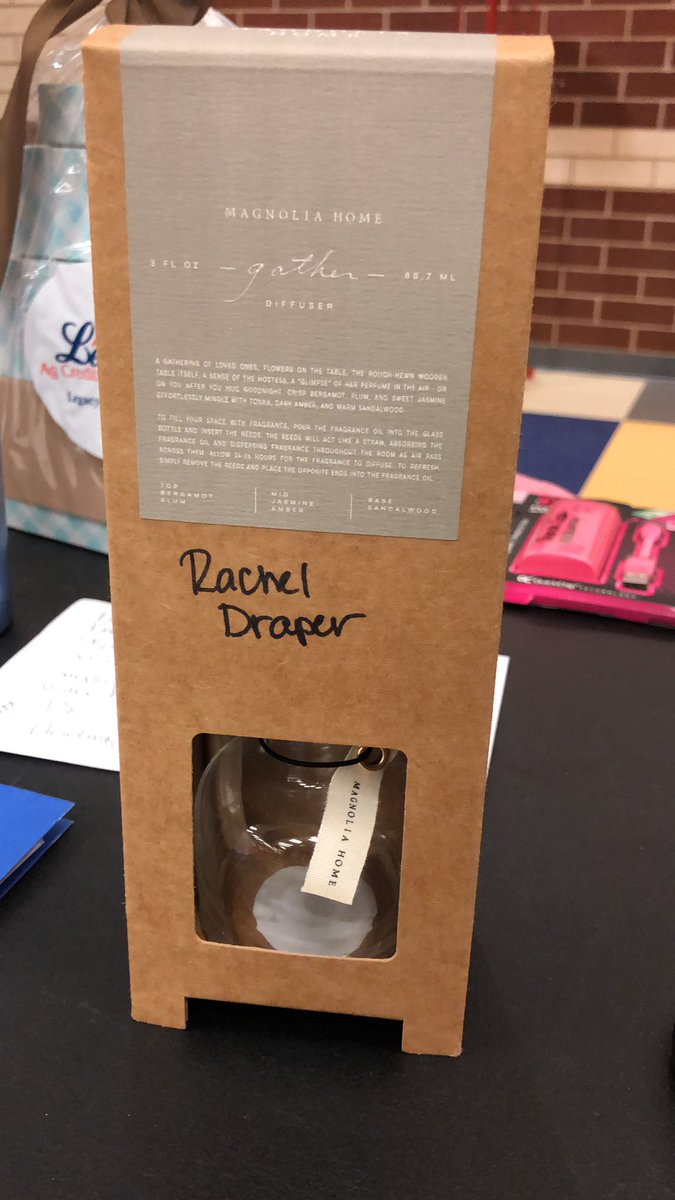 MAGNOLIA HOME
3 FL OZ — gather — 88.7 ML
DIFFUSER
A GATHERING OF LOVED ONES, FLOWERS ON THE TABLE, THE ROUGH-HEWN WOODEN
TABLE ITSELF, A SENSE OF THE HOSTESS, A "GLIMPSE" OF HER PERFUME IN THE AIR - OR
ON YOU AFTER YOU HUG GOODNIGHT. CRISP BERGAMOT, PLUM, AND SWEET JASMINE
EFFORTLESSLY MINGLE WITH TONKA, DARK AMBER, AND WARM SANDALWOOD.
TO FILL YOUR SPACE WITH FRAGRANCE, POUR THE FRAGRANCE OIL INTO THE GLASS
BOTTLE AND INSERT THE REEDS. THE REEDS WILL ACT LIKE A STRAW, ABSORBING THE
FRAGRANCE OIL AND DISPERSING FRAGRANCE THROUGHOUT THE ROOM AS AIR PASS
ACROSS THEM. ALLOW 24-36 HOURS FOR THE FRAGRANCE TO DIFFUSE. TO REFRESH,
SIMPLY REMOVE THE REEDS AND PLACE THE OPPOSITE ENDS INTO THE FRAGRANCE OIL.
TOP
BERGAMOT
PLUM
MID
JASMINE
AMBER
BASE
SANDALWOOD
Rachel
Draper
MAGNOLIA HOME
Ag Credit
Legacy